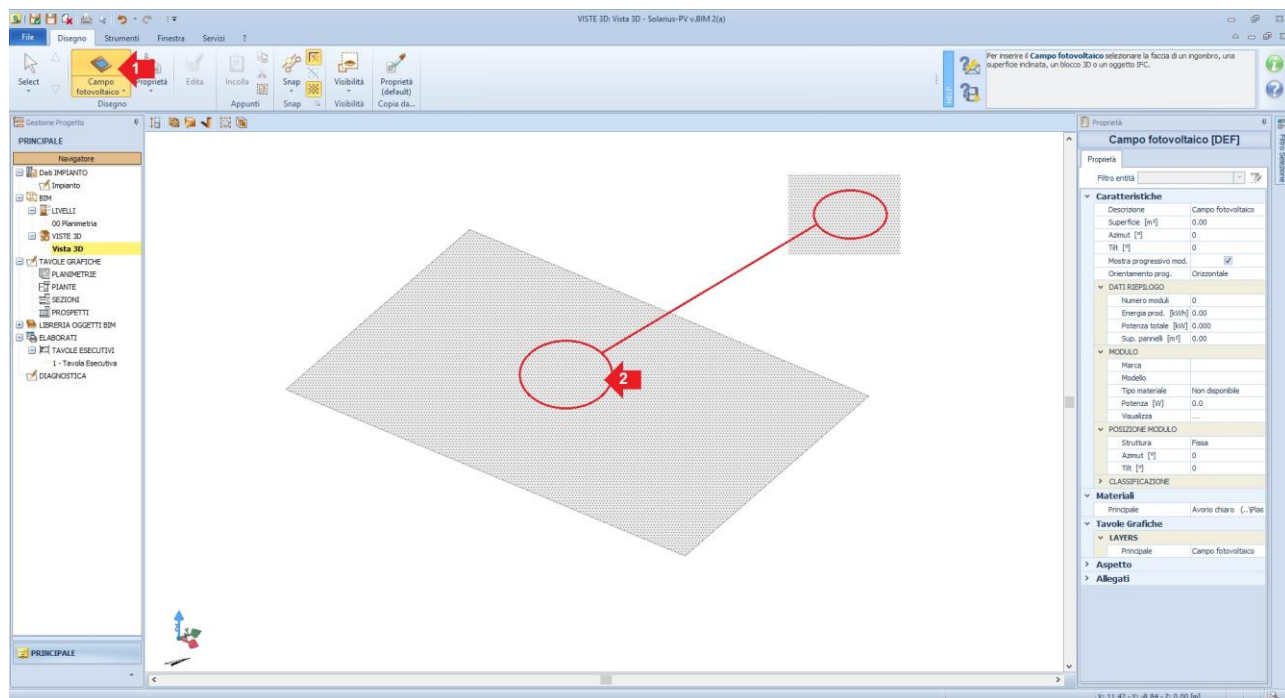 VISTE 3D: Vista 3D - Solarius-PV v.BIM 2(a)
File Disegno Strumenti Finestra Servizi ?
Select
Campo fotovoltaico
Proprietà
Edita
Incolla
Snap
Visibilità
Proprietà (default)
Disegno Appunti Snap Visibilità Copia da...
1
HELP
Per inserire il Campo fotovoltaico selezionare la faccia di un ingombro, una
superficie inclinata, un blocco 3D o un oggetto IFC.
Gestione Progetto
PRINCIPALE
Navigatore
Dati IMPIANTO
Impianto
BIM
LIVELLI
00 Planimetria
VISTE 3D
Vista 3D
TAVOLE GRAFICHE
PLANIMETRIE
PIANTE
SEZIONI
PROSPETTI
LIBRERIA OGGETTI BIM
ELABORATI
TAVOLE ESECUTIVI
1 - Tavola Esecutiva
DIAGNOSTICA
PRINCIPALE
2
Z
Proprietà
Campo fotovoltaico [DEF]
Proprietà
Filtro entità
Caratteristiche
Descrizione Campo fotovoltaico
Superficie [m²] 0.00
Azimut [°] 0
Tilt [°] 0
Mostra progressivo mod.
Orientamento prog. Orizzontale
DATI RIEPILOGO
Numero moduli 0
Energia prod. [kWh] 0.00
Potenza totale [kW] 0.000
Sup. pannelli [m²] 0.00
MODULO
Marca
Modello
Tipo materiale Non disponibile
Potenza [W] 0.0
Visualizza ...
POSIZIONE MODULO
Struttura Fissa
Azimut [°] 0
Tilt [°] 0
CLASSIFICAZIONE
Materiali
Principale Avorio chiaro (..\Plas
Tavole Grafiche
LAYERS
Principale Campo fotovoltaico
Aspetto
Allegati
Filtro Selezione
X: 11.42 - Y: -8.84 - Z: 0.00 [m]